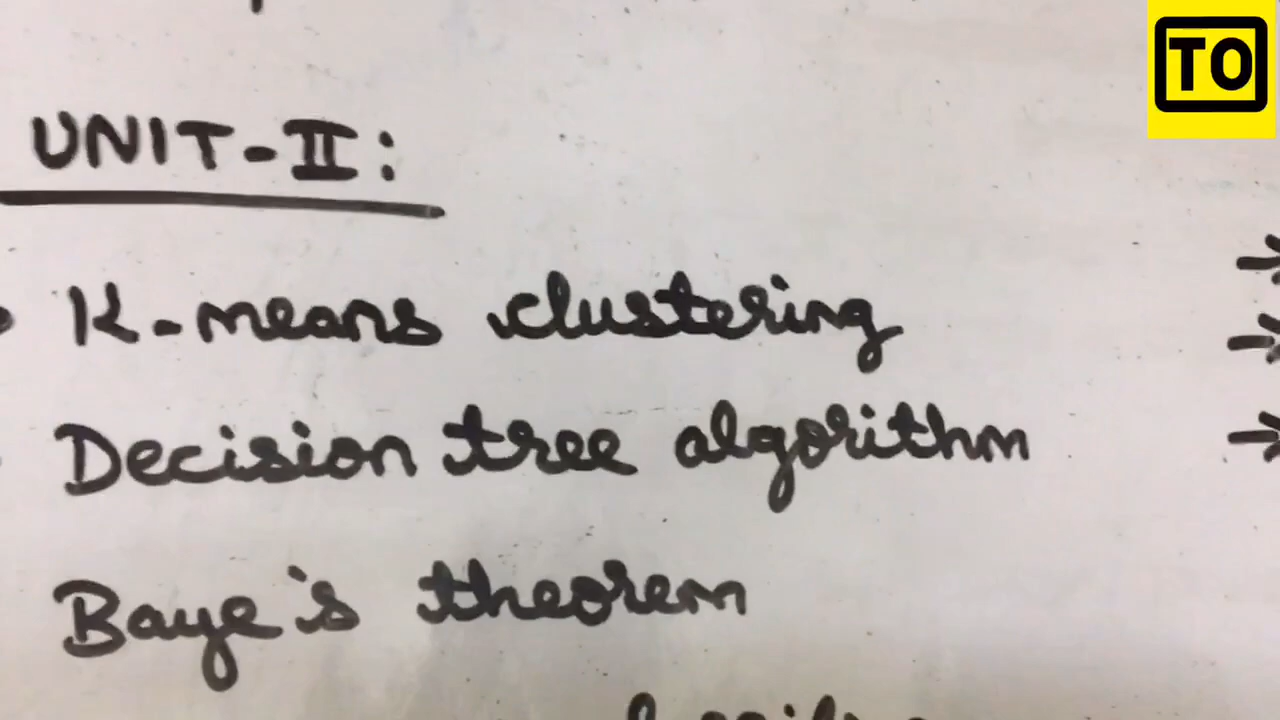 TO
UNIT-II:
K-means clustering
Decision tree algorithm
Baye's theorem